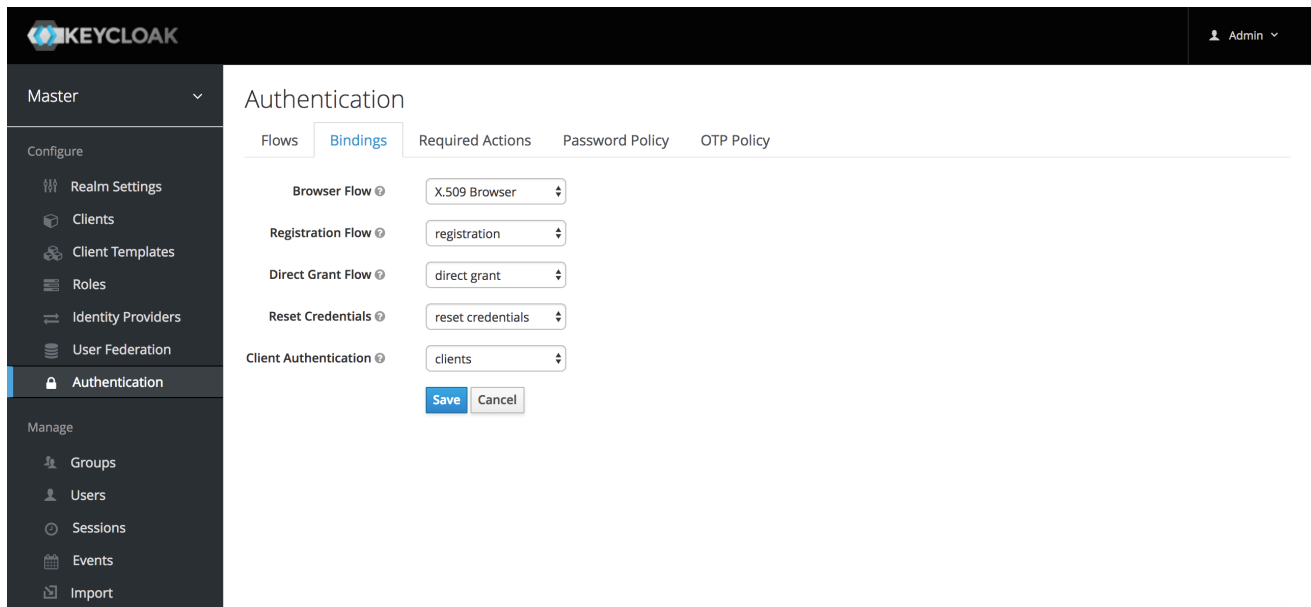 KEYCLOAK
Admin
Master
Configure
Realm Settings
Clients
Client Templates
Roles
Identity Providers
User Federation
Authentication
Manage
Groups
Users
Sessions
Events
Import
Authentication
Flows Bindings Required Actions Password Policy OTP Policy
Browser Flow X.509 Browser
Registration Flow registration
Direct Grant Flow direct grant
Reset Credentials reset credentials
Client Authentication clients
Save Cancel